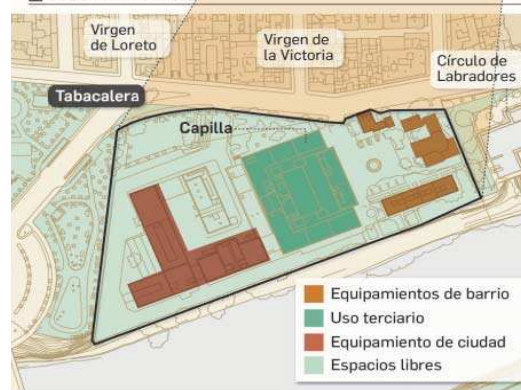 Virgen
de Loreto
Virgen de
la Victoria
Círculo de
Labradores
Tabacalera
Capilla
Equipamientos de barrio
Uso terciario
Equipamiento de ciudad
Espacios libres